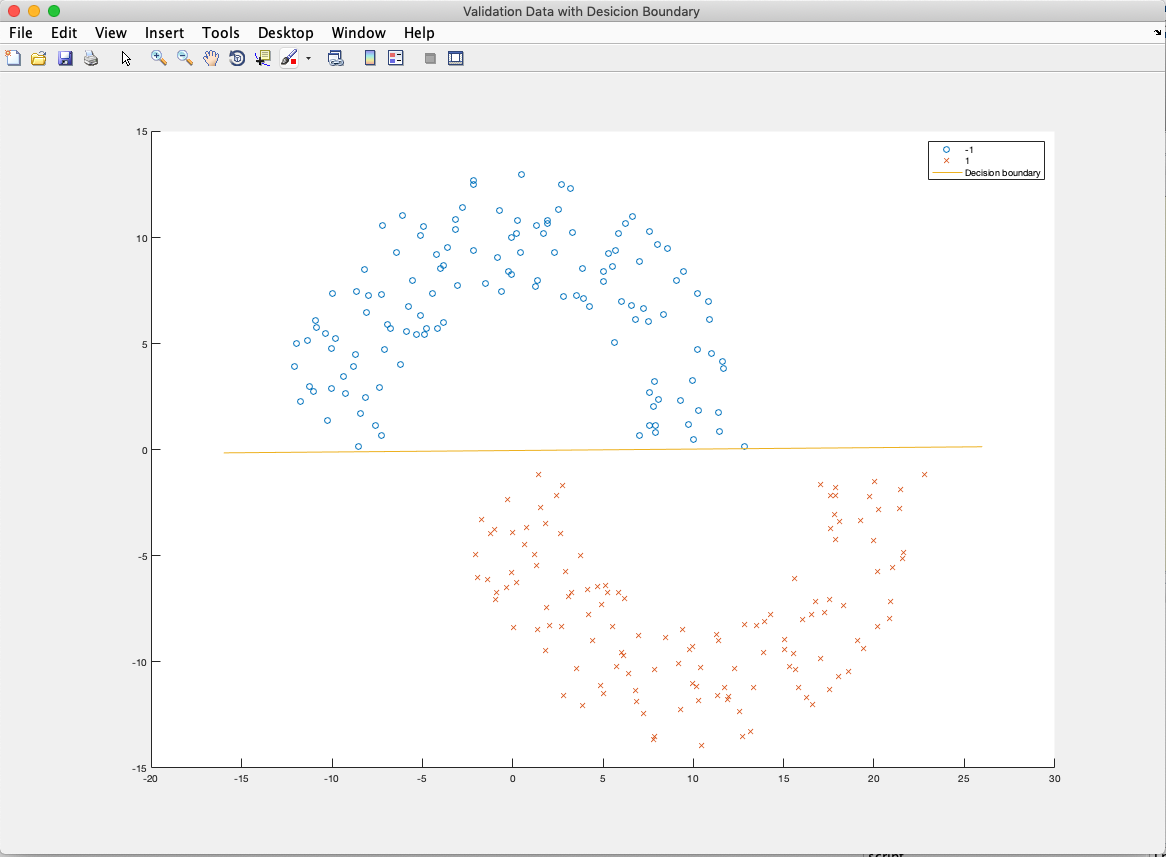 Validation Data with Desicion Boundary
File Edit View Insert Tools Desktop Window Help
-1
1
Decision boundary
15
10
5
0
-5
-10
-15
-20 -15 -10 -5 0 5 10 15 20 25 30